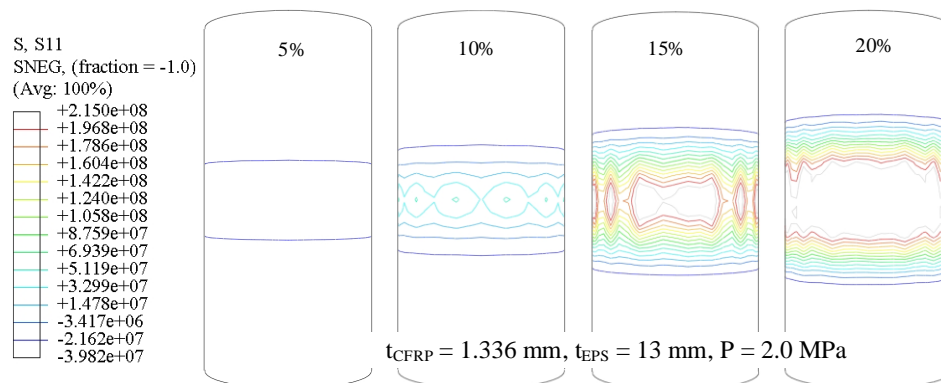 5%
10%
15%
20%
S, S11
SNEG, (fraction = -1.0)
(Avg: 100%)
+2.150e+08
+1.968e+08
+1.786e+08
+1.604e+08
+1.422e+08
+1.240e+08
+1.058e+08
+8.759e+07
+6.939e+07
+5.119e+07
+3.299e+07
+1.478e+07
-3.417e+06
-2.162e+07
-3.982e+07
tCFRP = 1.336 mm, tEPS = 13 mm, P = 2.0 MPa